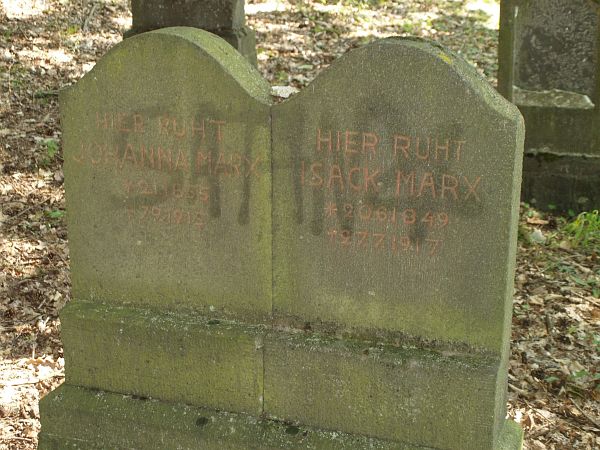 HIER RUHT
JOHANNA MARX
HIER RUHT
ISACK MARX
*20.6.1849
†27.7.1917